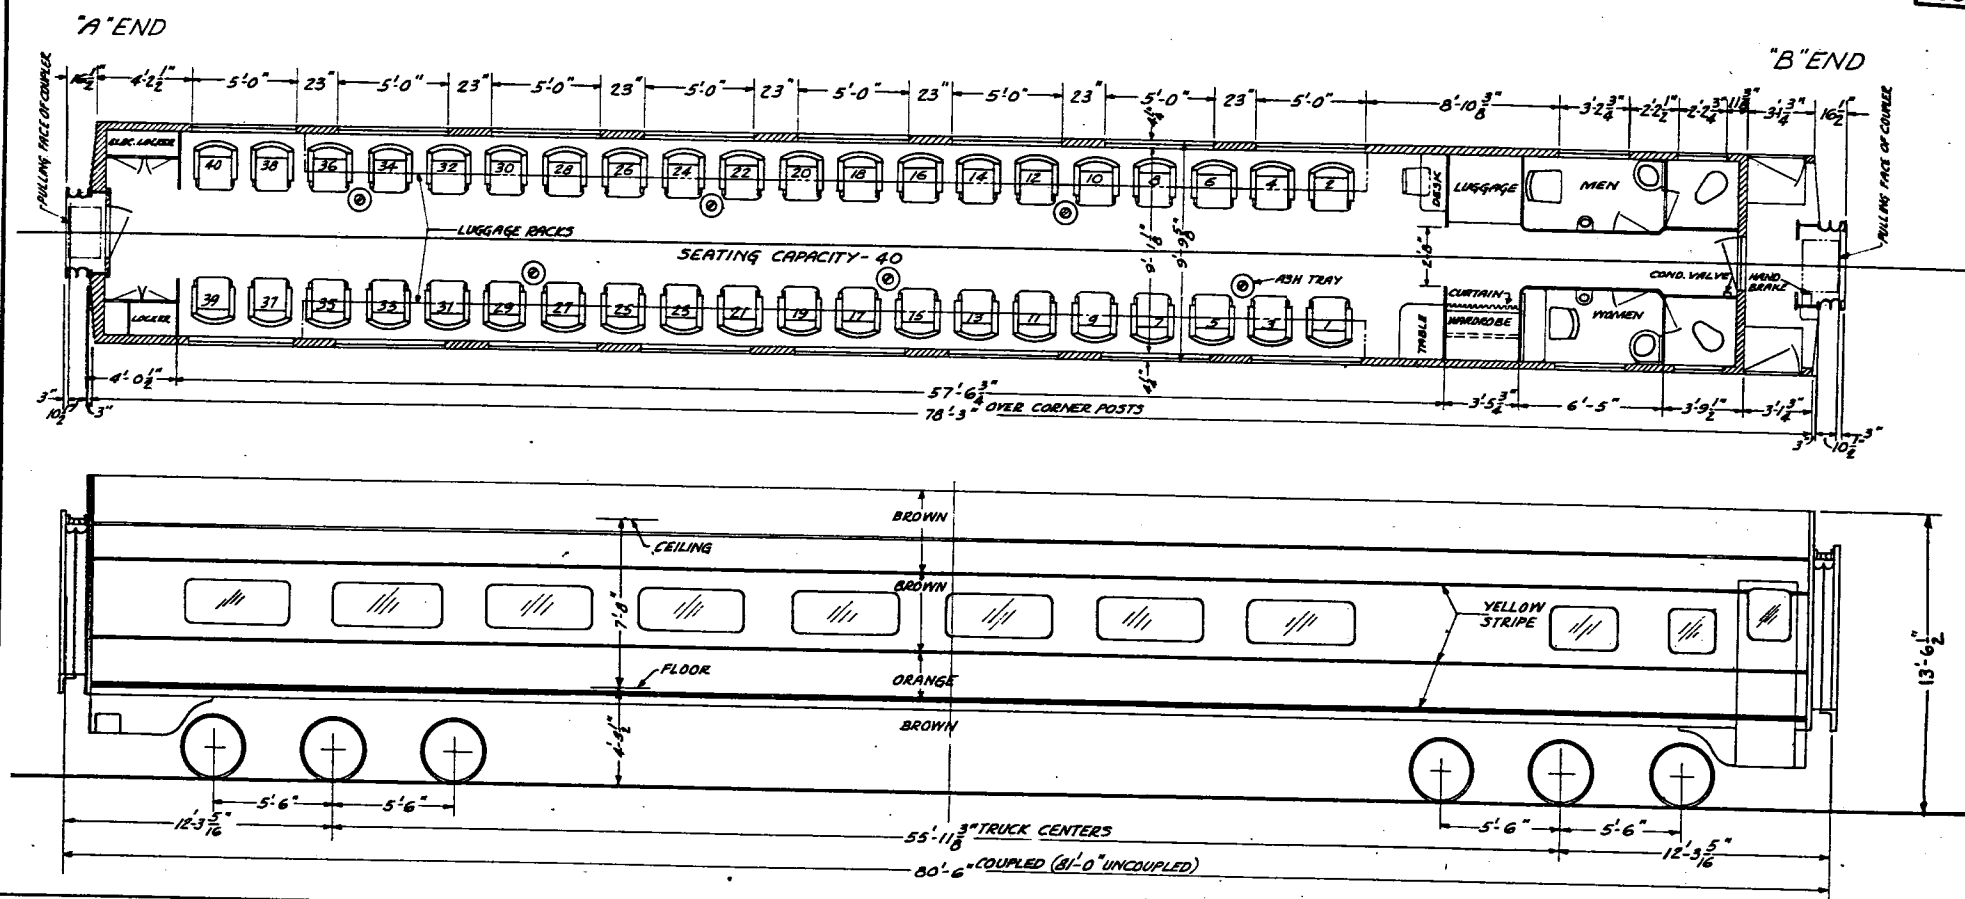 "A" END
"B" END
PULLING FACE OF COUPLER
16½" 4'-2½" 5'-0" 23" 5'-0" 23" 5'-0" 23" 5'-0" 23" 5'-0" 23" 5'-0" 23" 5'-0" 23" 5'-0" 8'-10⅜" 3'-2¾" 2'-2½" 2'-2¾" 3'-1¾" 16½"
PULLING FACE OF COUPLER
ELEC. LOCKER
40 38 36 34 32 30 28 26 24 22 20 18 16 14 12 10 8 6 4 2
DESK
LUGGAGE
MEN
LUGGAGE RACKS
SEATING CAPACITY-40
9'-1⅛"
9'-9⅝"
2'-8"
ASH TRAY
COND. VALVE
HAND BRAKE
LOCKER
39 37 35 33 31 29 27 25 23 21 19 17 15 13 11 9 7 5 3 1
TABLE
CURTAIN
WARDROBE
WOMEN
3" 10½" 3"
4'-0½" 57'-6¾" 3'-5¾" 6'-5" 3'-9½" 3'-1¾"
78'-3" OVER CORNER POSTS
3" 10½" 3"
BROWN
CEILING
BROWN
7'-8"
YELLOW
STRIPE
FLOOR
ORANGE
BROWN
13'-6½"
5'-6" 5'-6" 5'-6" 5'-6"
12'-3 5/16" 55'-11⅜" TRUCK CENTERS 12'-3 5/16"
80'-6" COUPLED (81'-0" UNCOUPLED)